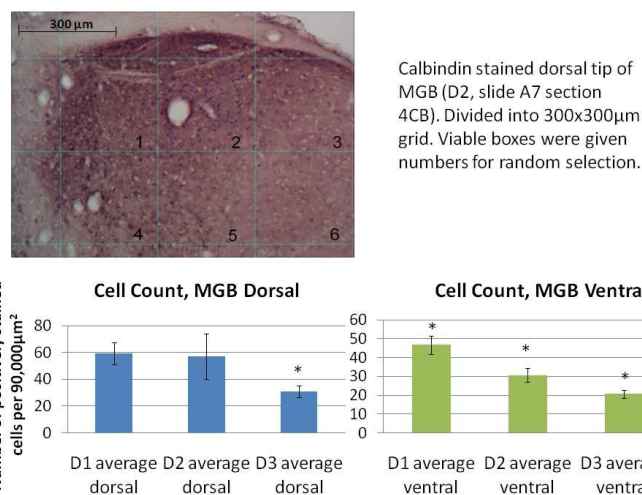 300 µm
1
2
3
4
5
6
Calbindin stained dorsal tip of
MGB (D2, slide A7 section
4CB). Divided into 300x300µm
grid. Viable boxes were given
numbers for random selection.
Cell Count, MGB Dorsal
cells per 90,000µm²
80
60
40
20
0
*
D1 average D2 average D3 average
dorsal dorsal dorsal
Cell Count, MGB Ventra
60
50
40
30
20
10
0
*
*
*
D1 average D2 average D3 avera
ventral ventral ventra